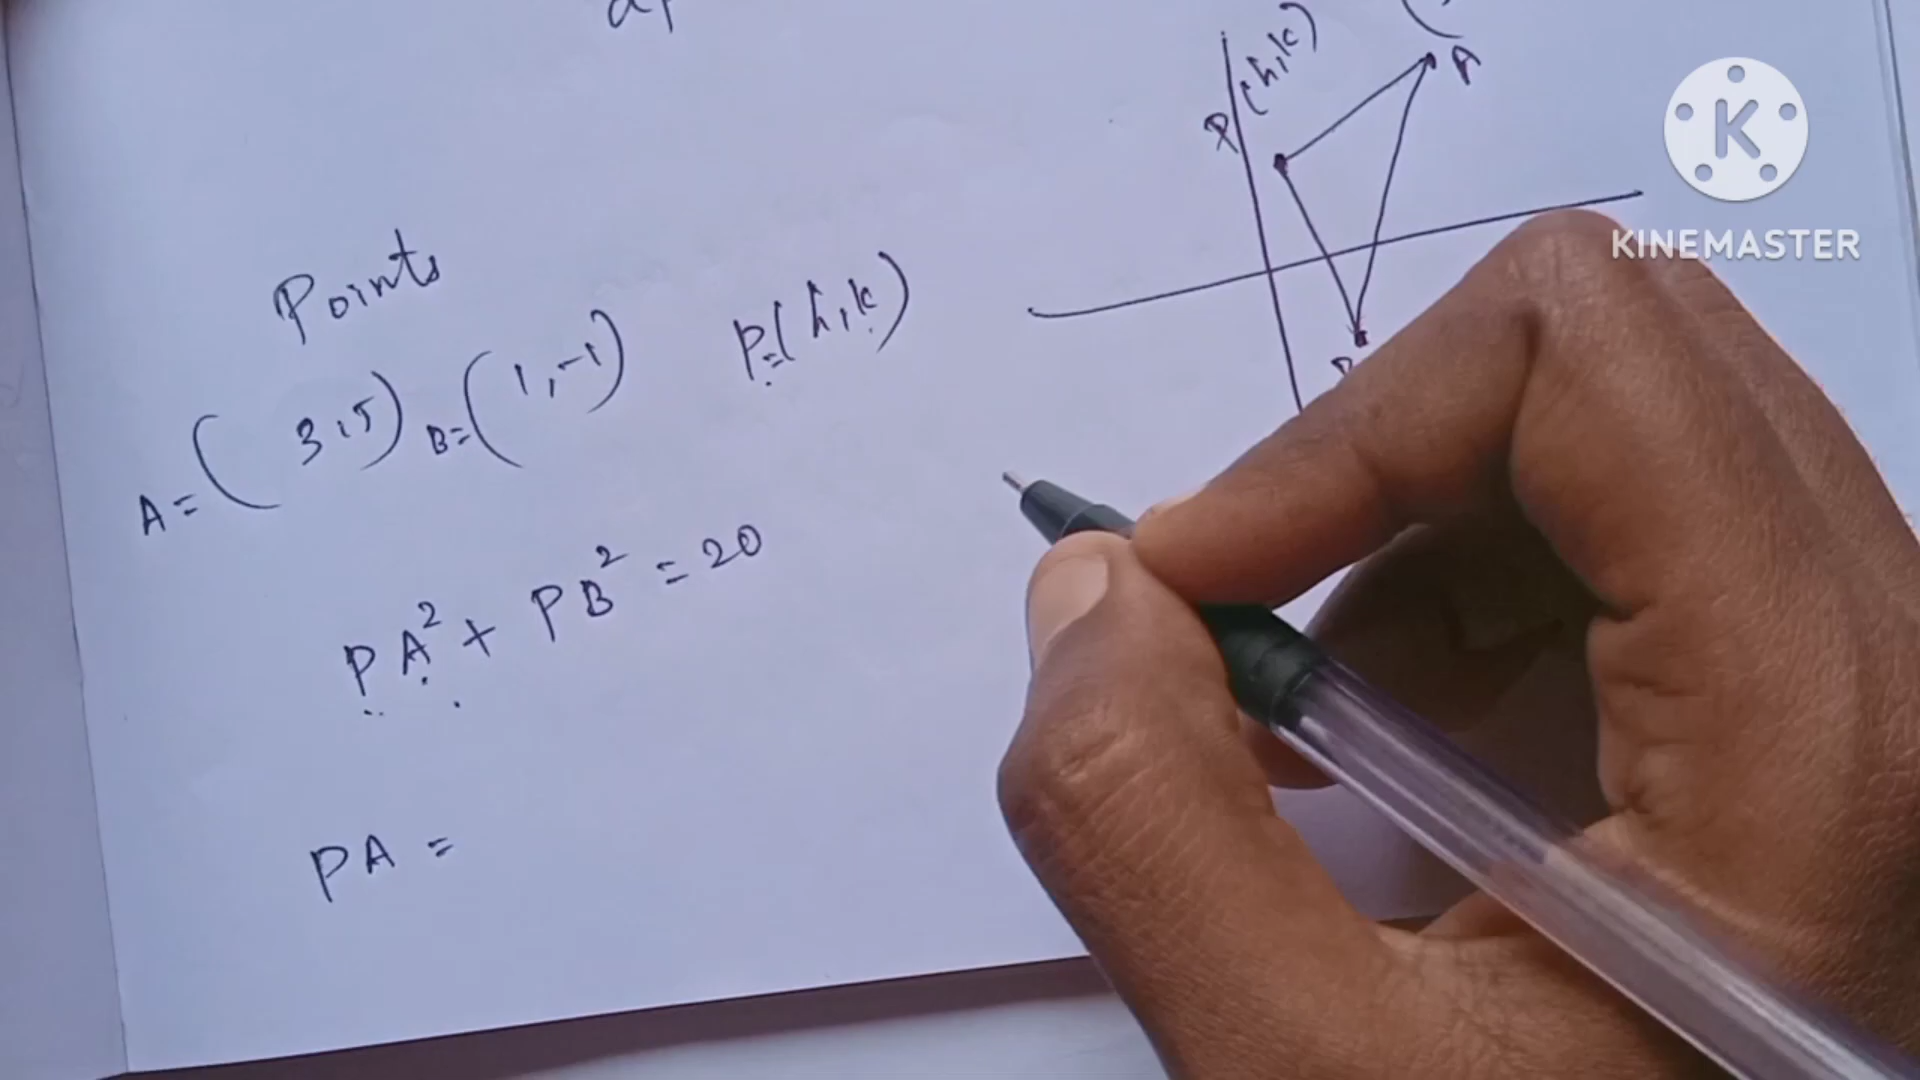 (h,k)
A
P
KINEMASTER
Points
A = (3,5) B = (1,-1) P = (h,k)
PA² + PB² = 20
PA =